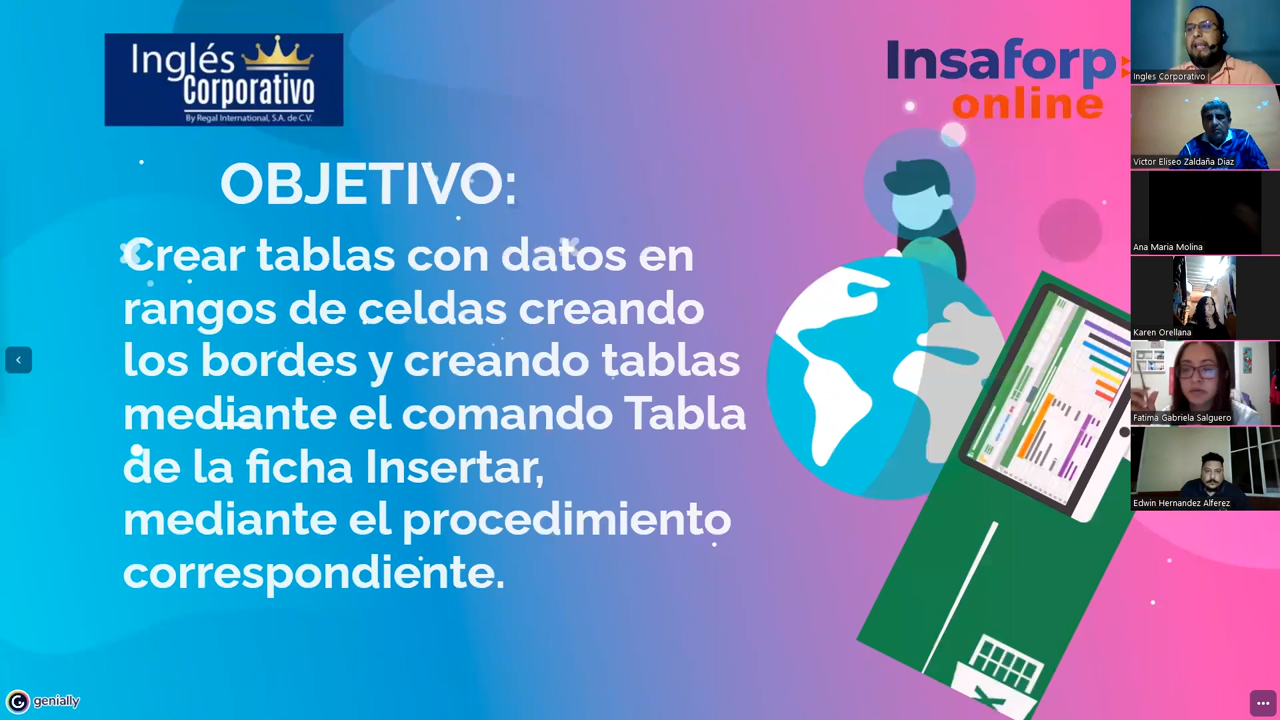 Inglés
Corporativo
By Regal International, S.A. de C.V.
Insaforp
online
OBJETIVO:
Crear tablas con datos en
rangos de celdas creando
los bordes y creando tablas
mediante el comando Tabla
de la ficha Insertar,
mediante el procedimiento
correspondiente.
Ingles Corporativo
Victor Eliseo Zaldaña Diaz
Ana Maria Molina
Karen Orellana
Fatima Gabriela Salguero
Edwin Hernandez Alferez
genially